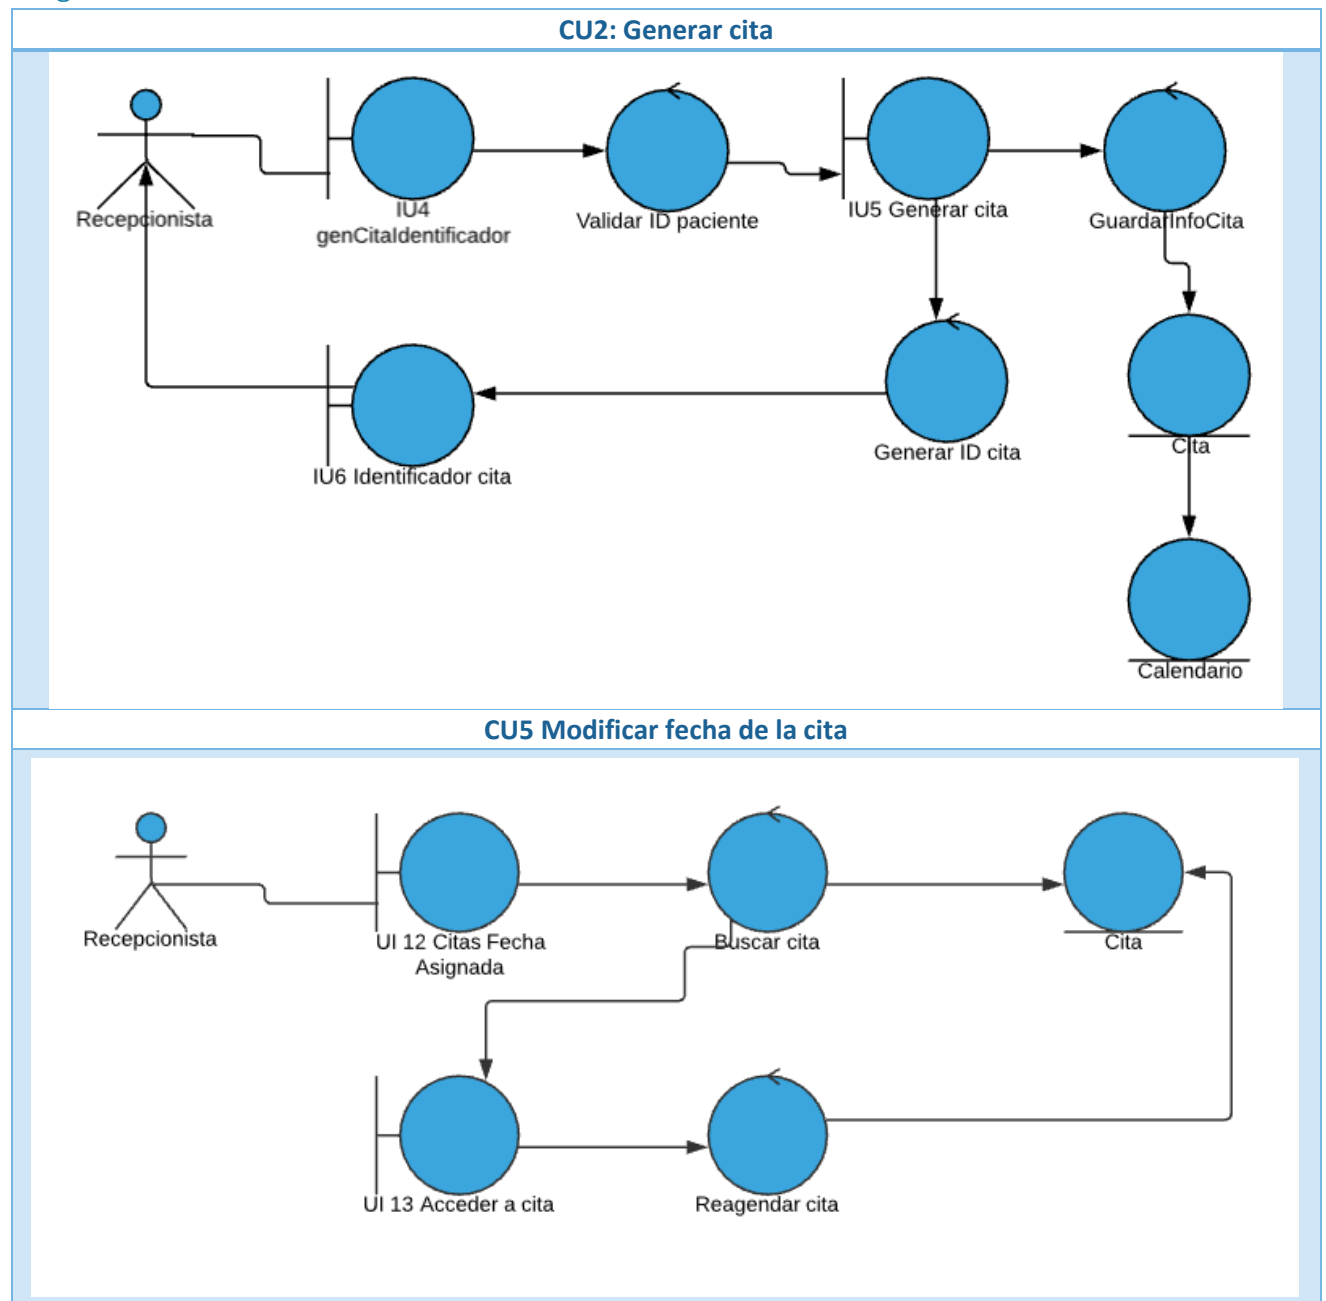 CU2: Generar cita
Recepcionista
IU4
genCitaIdentificador
Validar ID paciente
IU5 Generar cita
GuardarInfoCita
IU6 Identificador cita
Generar ID cita
Cita
Calendario
CU5 Modificar fecha de la cita
Recepcionista
UI 12 Citas Fecha
Asignada
Buscar cita
Cita
UI 13 Acceder a cita
Reagendar cita